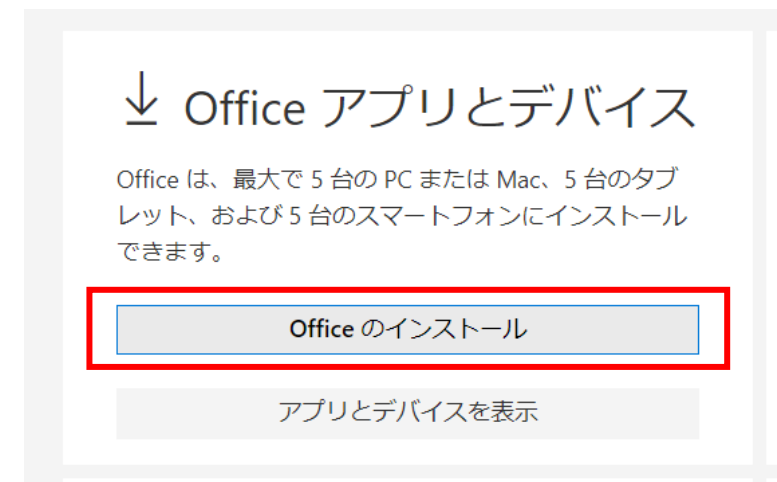 Office アプリとデバイス
Office は、最大で 5 台の PC または Mac、5 台のタブ
レット、および 5 台のスマートフォンにインストール
できます。
Office のインストール
アプリとデバイスを表示